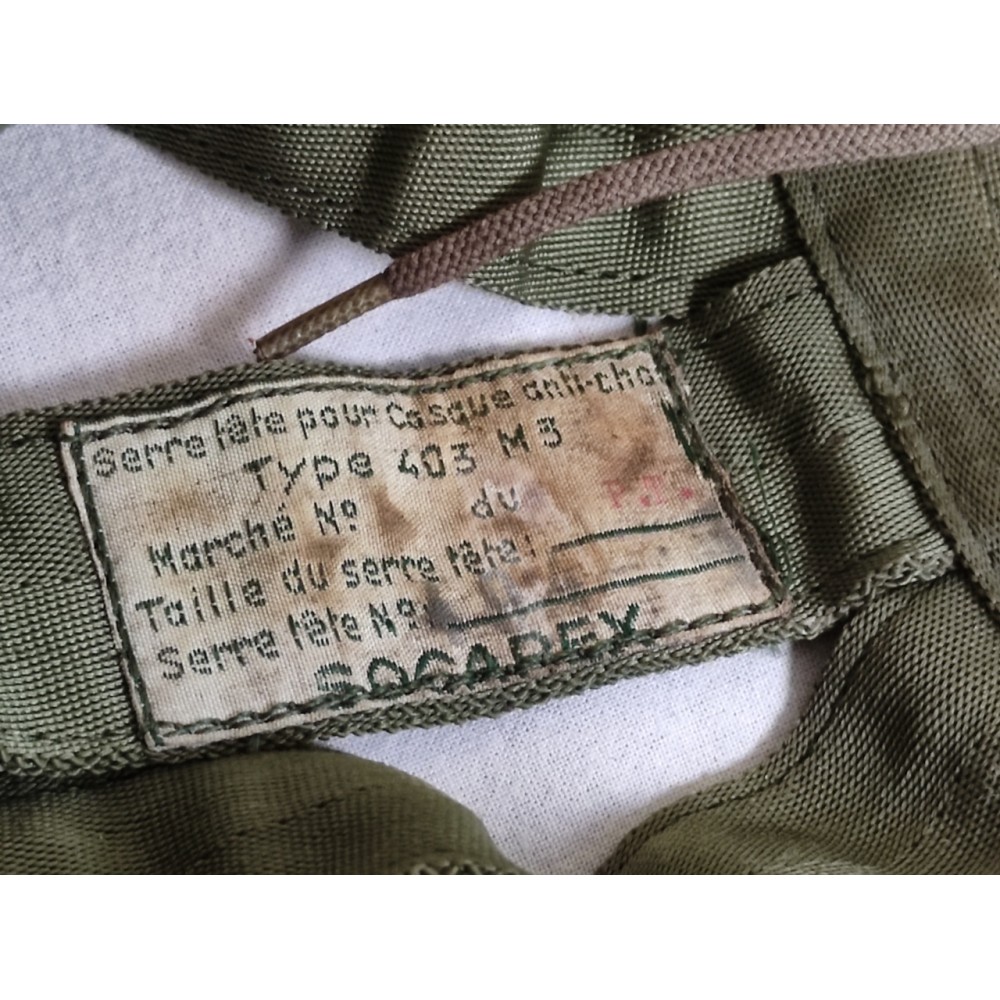 Serre tête pour Casque anti-cho
Type 403 M3
Marché No du P.T.
Taille du serre tête:
Serre tête No:
SOCAPEX